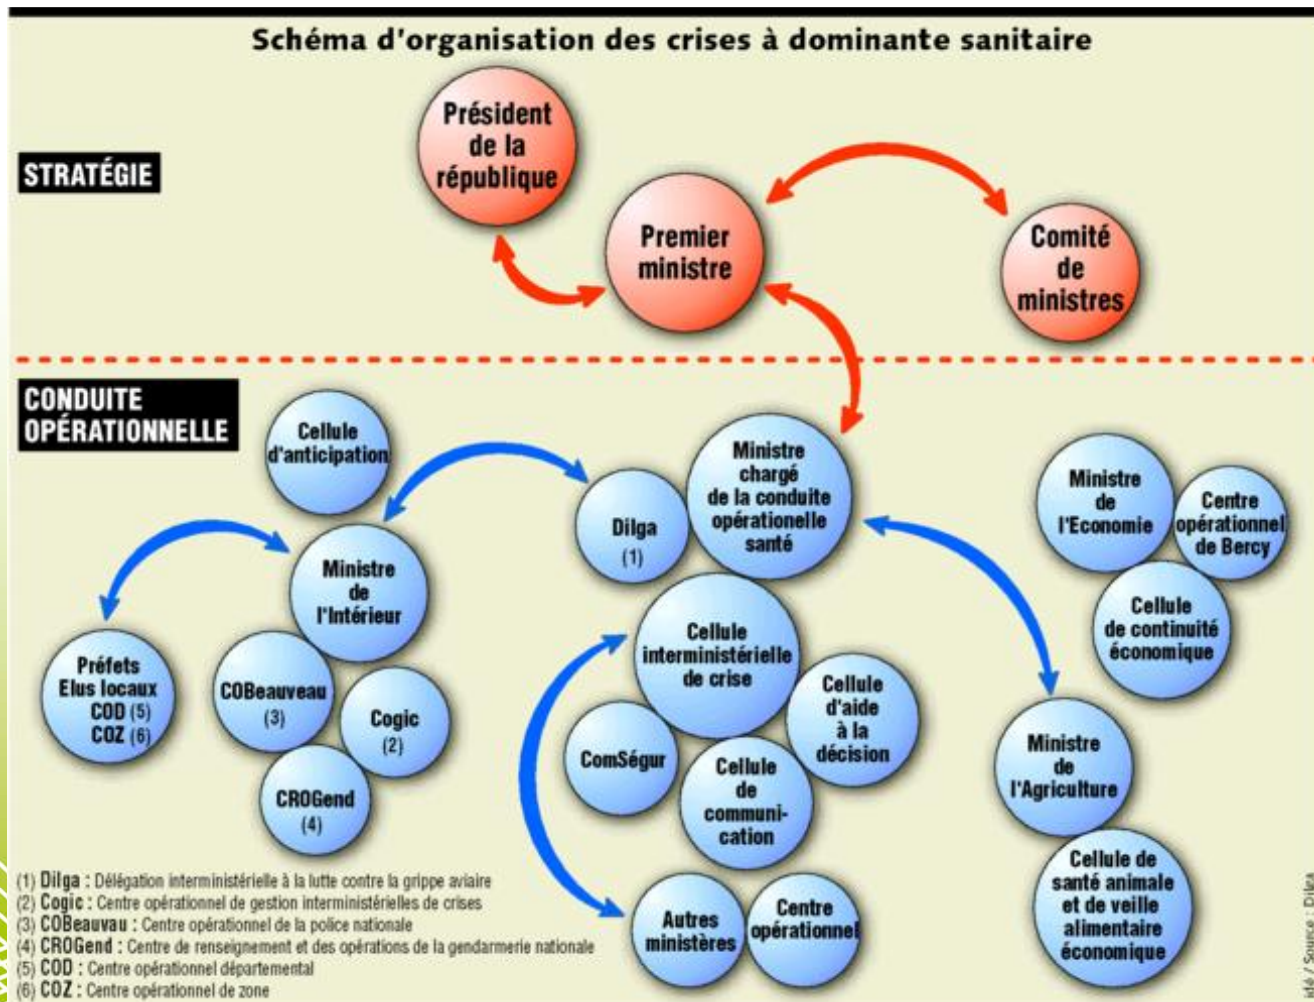 Schéma d'organisation des crises à dominante sanitaire
STRATÉGIE
Président
de la
république
Premier
ministre
Comité
de
ministres
CONDUITE
OPÉRATIONNELLE
Cellule
d'anticipation
Ministre
de
l'Intérieur
Préfets
Elus locaux
COD (5)
COZ (6)
COBeauveau
(3)
Cogic
(2)
CROGend
(4)
Dilga
(1)
Ministre
chargé
de la conduite
opérationelle
santé
Cellule
interministérielle
de crise
Cellule
d'aide
à la
décision
ComSégur
Cellule
de
communi-
cation
Autres
ministères
Centre
opérationnel
Ministre
de
l'Economie
Centre
opérationnel
de Bercy
Cellule
de continuité
économique
Ministre
de
l'Agriculture
Cellule de
santé animale
et de veille
alimentaire
économique
(1) Dilga : Délégation interministérielle à la lutte contre la grippe aviaire
(2) Cogic : Centre opérationnel de gestion interministérielles de crises
(3) COBeauvau : Centre opérationnel de la police nationale
(4) CROGend : Centre de renseignement et des opérations de la gendarmerie nationale
(5) COD : Centre opérationnel départemental
(6) COZ : Centre opérationnel de zone
idé / Source : Dilga